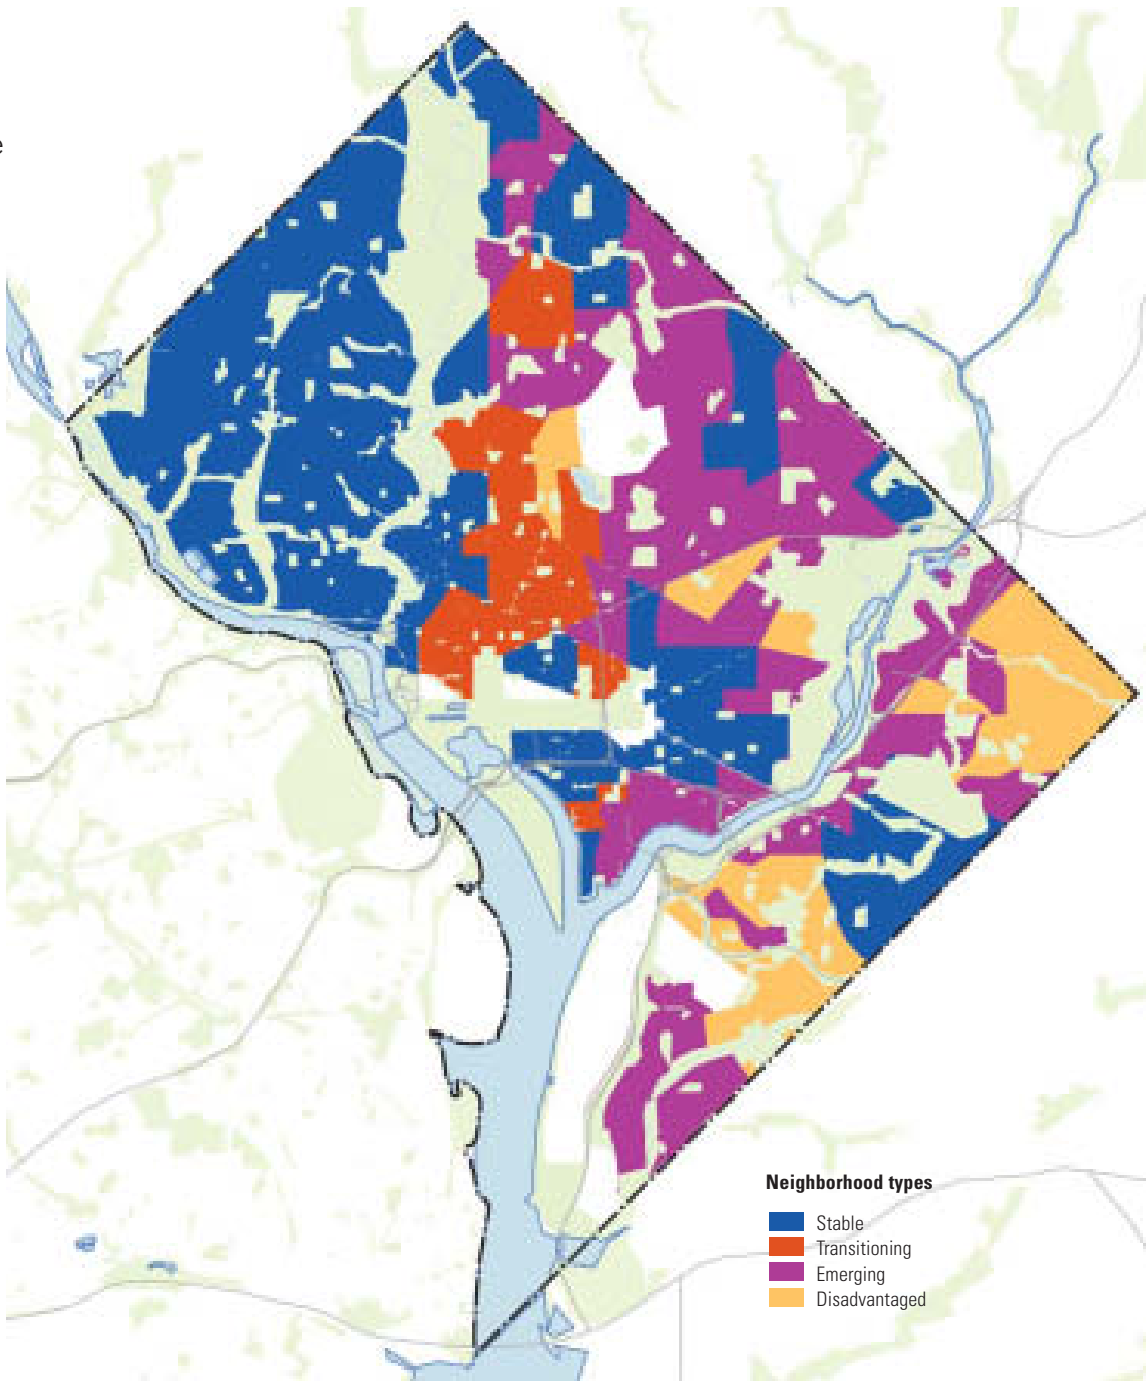 e
Neighborhood types
Stable
Transitioning
Emerging
Disadvantaged